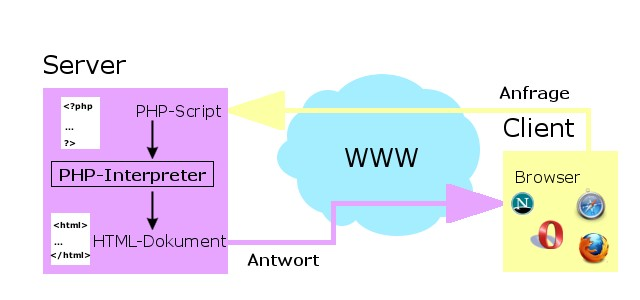 Server
<?php
...
?>
PHP-Script
PHP-Interpreter
<html>
...
</html>
HTML-Dokument
WWW
Anfrage
Antwort
Client
Browser
N